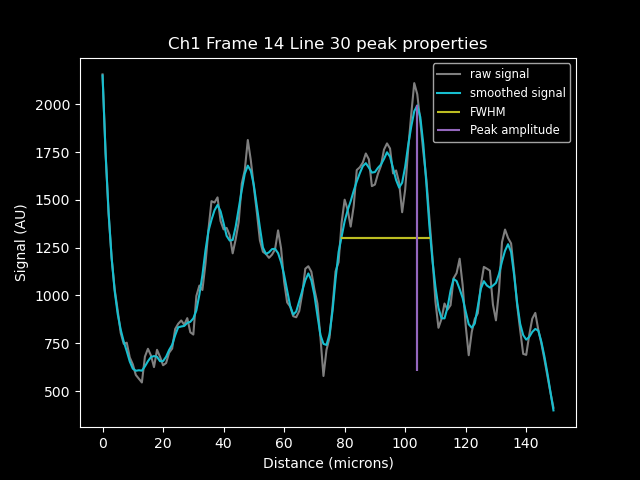 Ch1 Frame 14 Line 30 peak properties
raw signal
smoothed signal
FWHM
Peak amplitude
Signal (AU)
2000
1750
1500
1250
1000
750
500
0 20 40 60 80 100 120 140
Distance (microns)